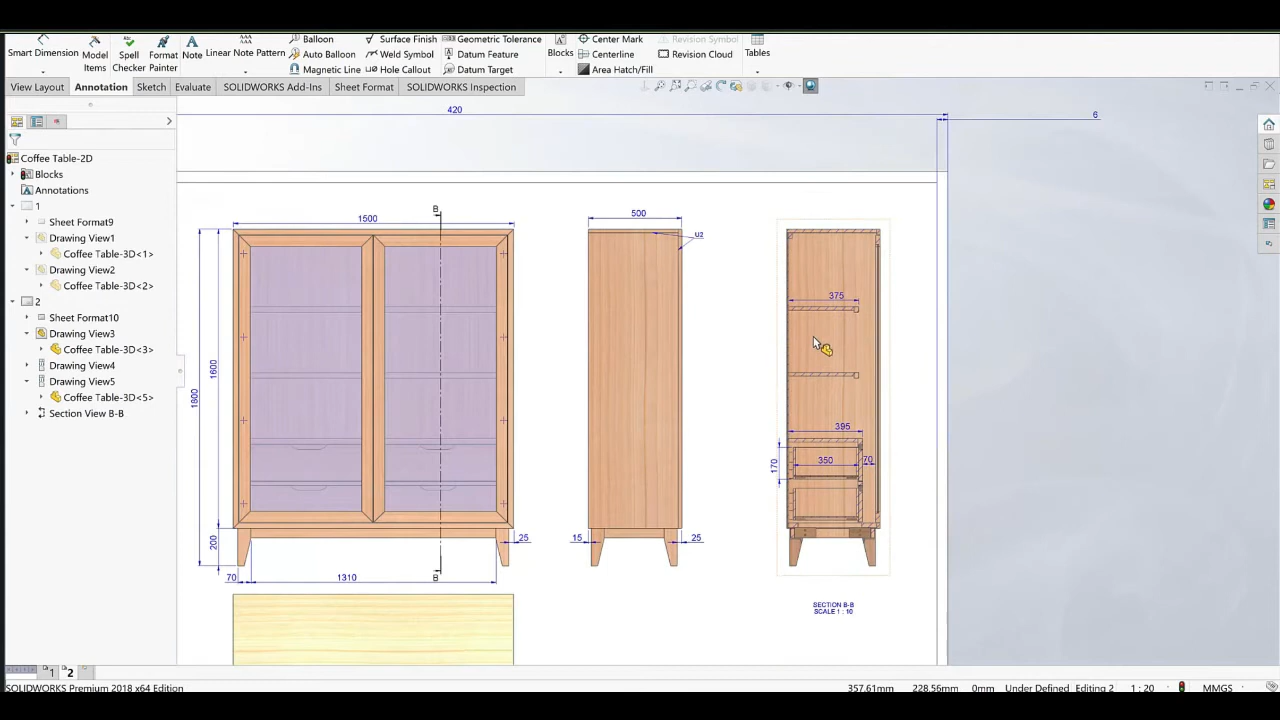 Smart Dimension
Model Items
Spell Checker
Format Painter
Note
Linear Note Pattern
Balloon
Auto Balloon
Magnetic Line
Surface Finish
Weld Symbol
Hole Callout
Geometric Tolerance
Datum Feature
Datum Target
Blocks
Center Mark
Centerline
Area Hatch/Fill
Revision Symbol
Revision Cloud
Tables
View Layout
Annotation
Sketch
Evaluate
SOLIDWORKS Add-Ins
Sheet Format
SOLIDWORKS Inspection
Coffee Table-2D
Blocks
Annotations
1
Sheet Format9
Drawing View1
Coffee Table-3D<1>
Drawing View2
Coffee Table-3D<2>
2
Sheet Format10
Drawing View3
Coffee Table-3D<3>
Drawing View4
Drawing View5
Coffee Table-3D<5>
Section View B-B
420
6
B
1500
1800
1600
200
70
1310
25
B
500
U2
15
25
375
395
350
70
170
SECTION B-B
SCALE 1 : 10
1
2
SOLIDWORKS Premium 2018 x64 Edition
357.61mm
228.56mm
0mm
Under Defined
Editing 2
1 : 20
MMGS